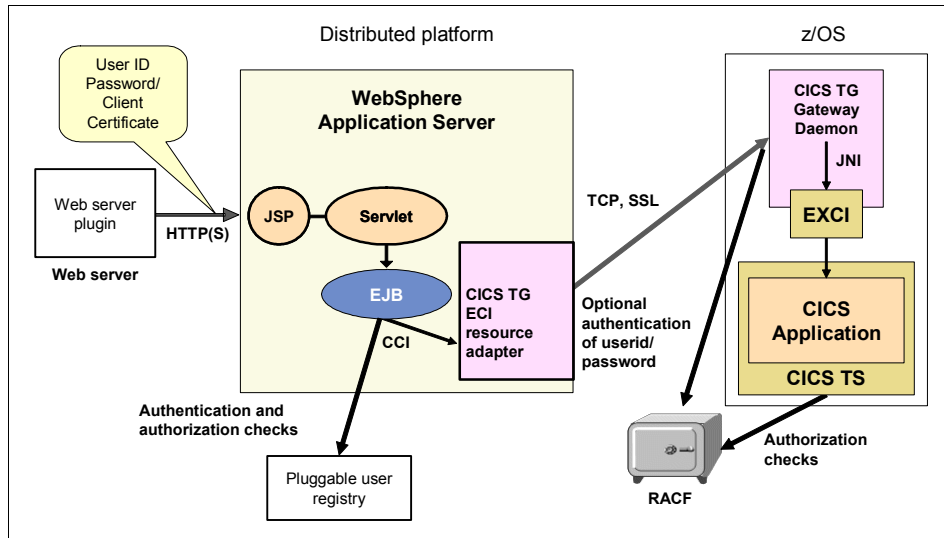 Distributed platform
z/OS
User ID
Password/
Client
Certificate
WebSphere
Application Server
CICS TG
Gateway
Daemon
JNI
Web server
plugin
HTTP(S)
Web server
JSP
Servlet
TCP, SSL
EXCI
EJB
CCI
CICS TG
ECI
resource
adapter
Optional
authentication
of userid/
password
CICS
Application
CICS TS
Authentication and
authorization checks
Pluggable user
registry
RACF
Authorization
checks